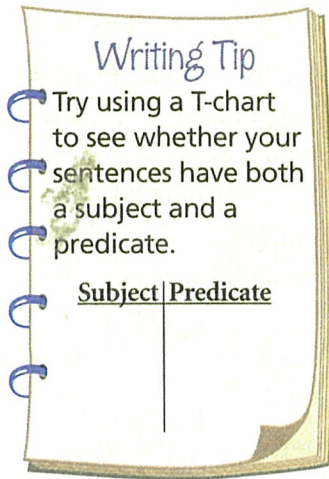 Writing Tip
Try using a T-chart
to see whether your
sentences have both
a subject and a
predicate.
Subject Predicate